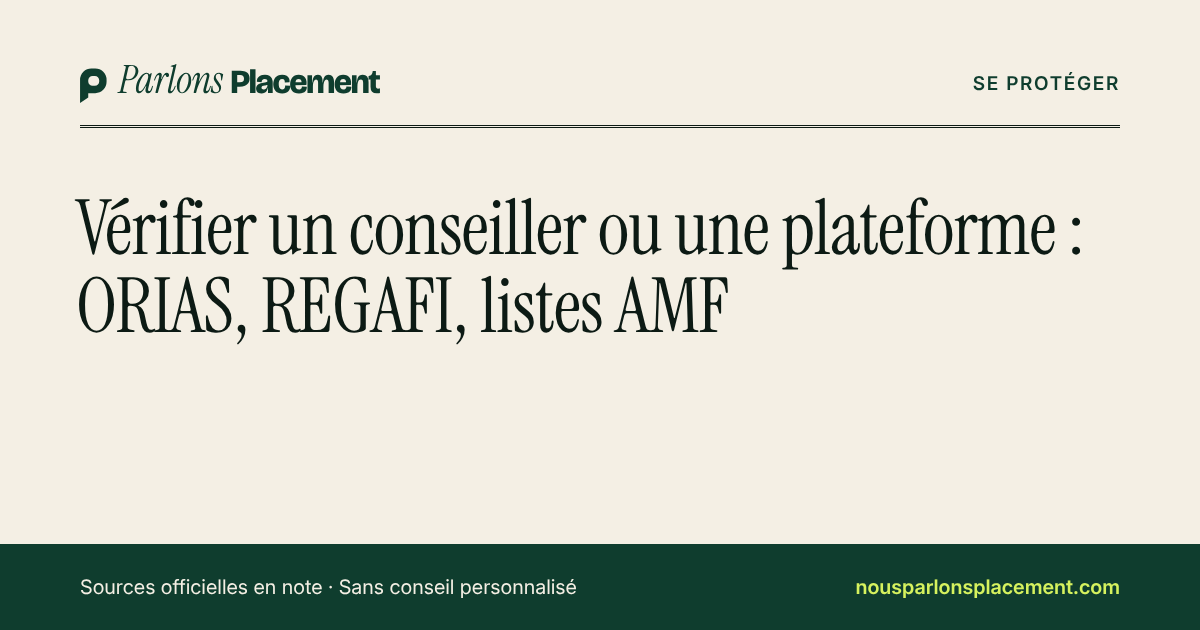 Parlons Placement
SE PROTÉGER
Vérifier un conseiller ou une plateforme :
ORIAS, REGAFI, listes AMF
Sources officielles en note · Sans conseil personnalisé
nousparlonsplacement.com